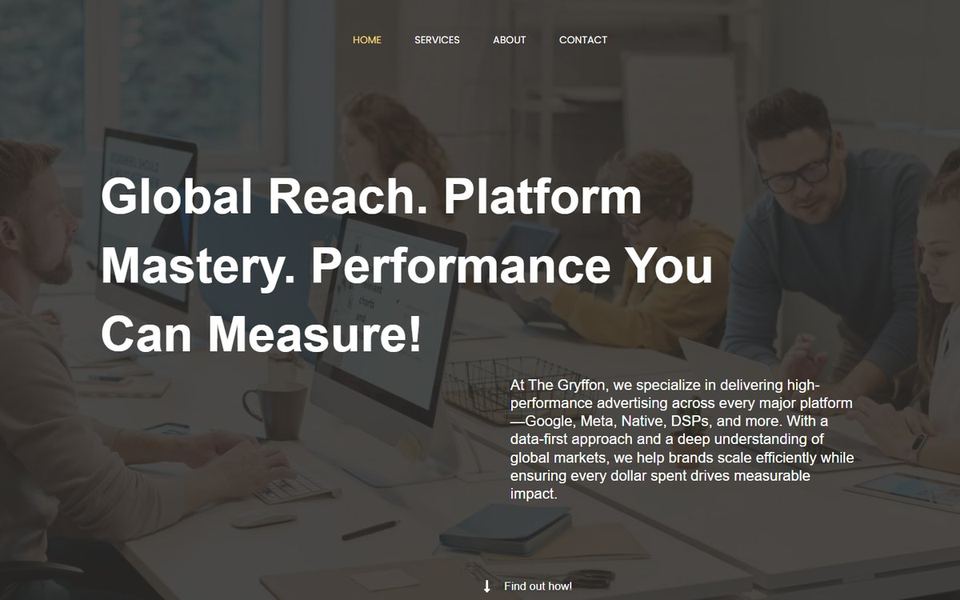 HOME SERVICES ABOUT CONTACT
Global Reach. Platform
Mastery. Performance You
Can Measure!
At The Gryffon, we specialize in delivering high-
performance advertising across every major platform
—Google, Meta, Native, DSPs, and more. With a
data-first approach and a deep understanding of
global markets, we help brands scale efficiently while
ensuring every dollar spent drives measurable
impact.
Find out how!